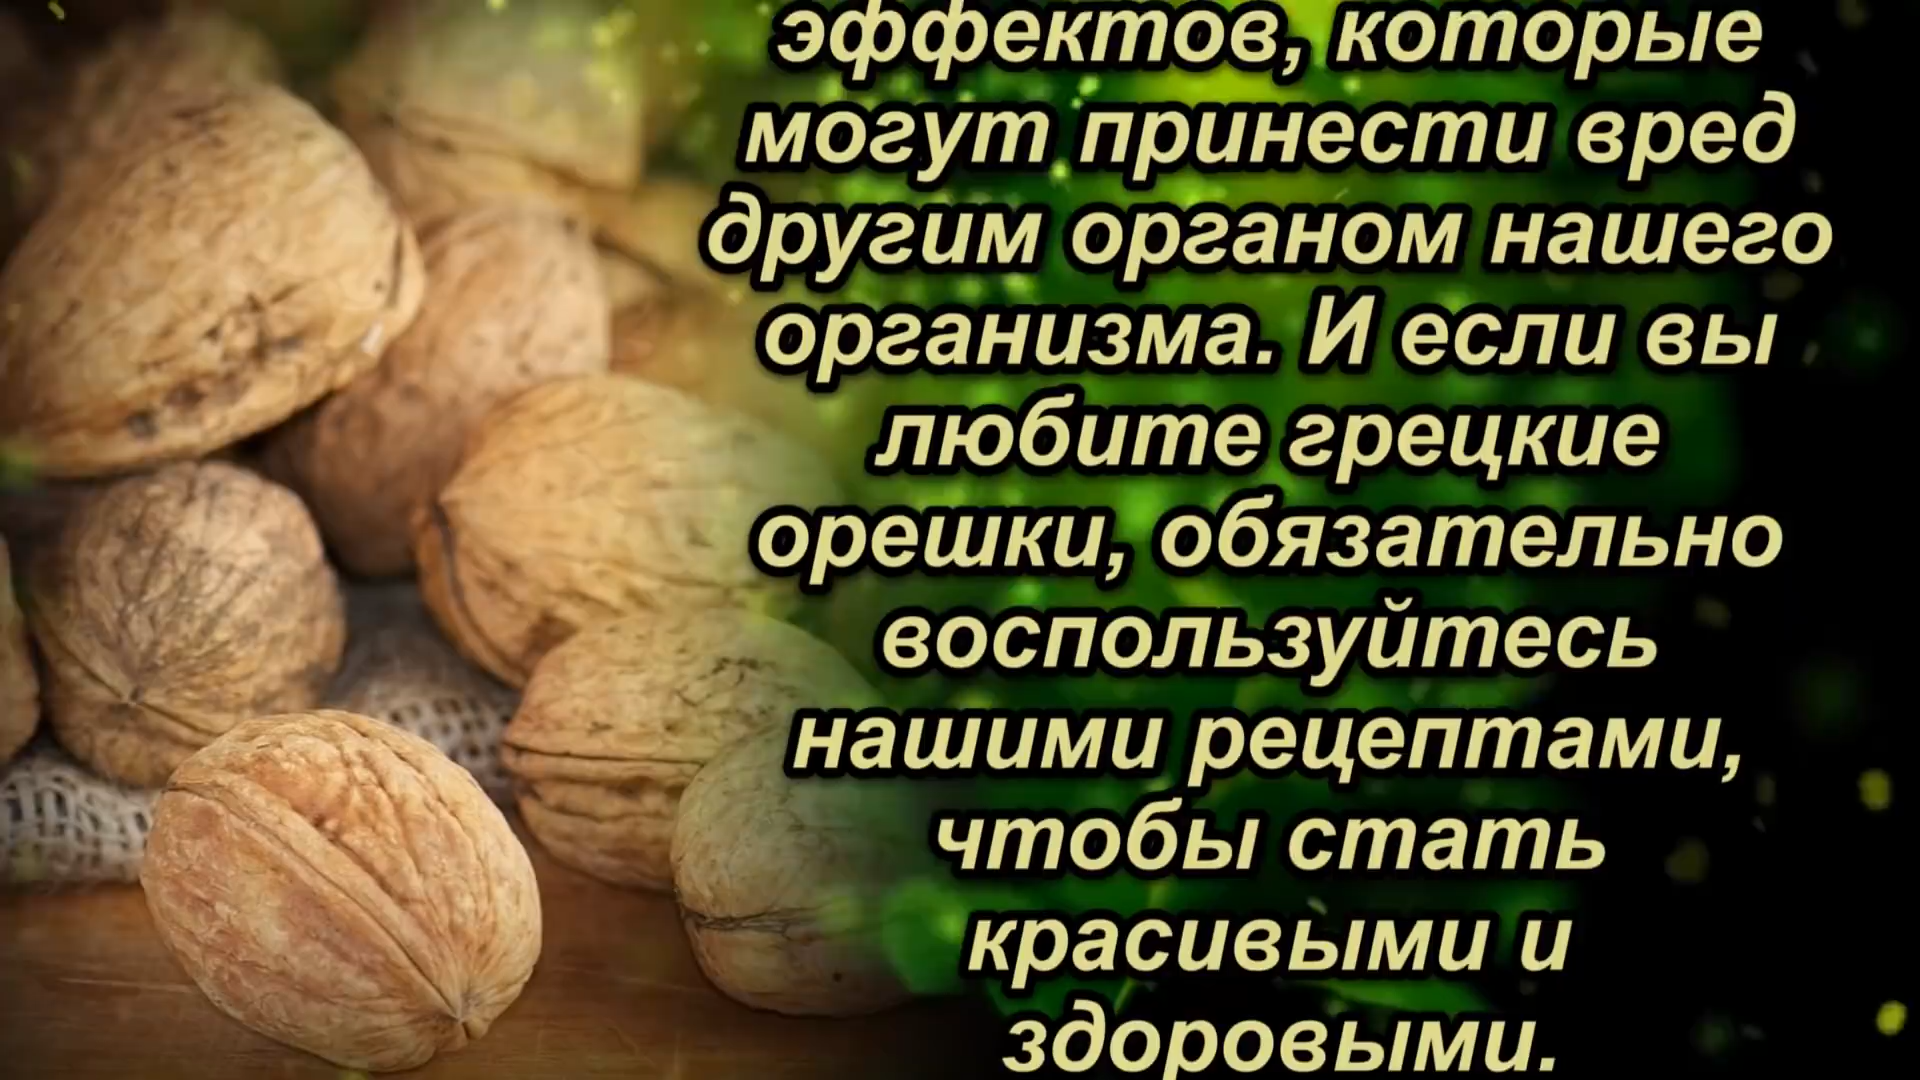 эффектов, которые
могут принести вред
другим органом нашего
организма. И если вы
любите грецкие
орешки, обязательно
воспользуйтесь
нашими рецептами,
чтобы стать
красивыми и
здоровыми.